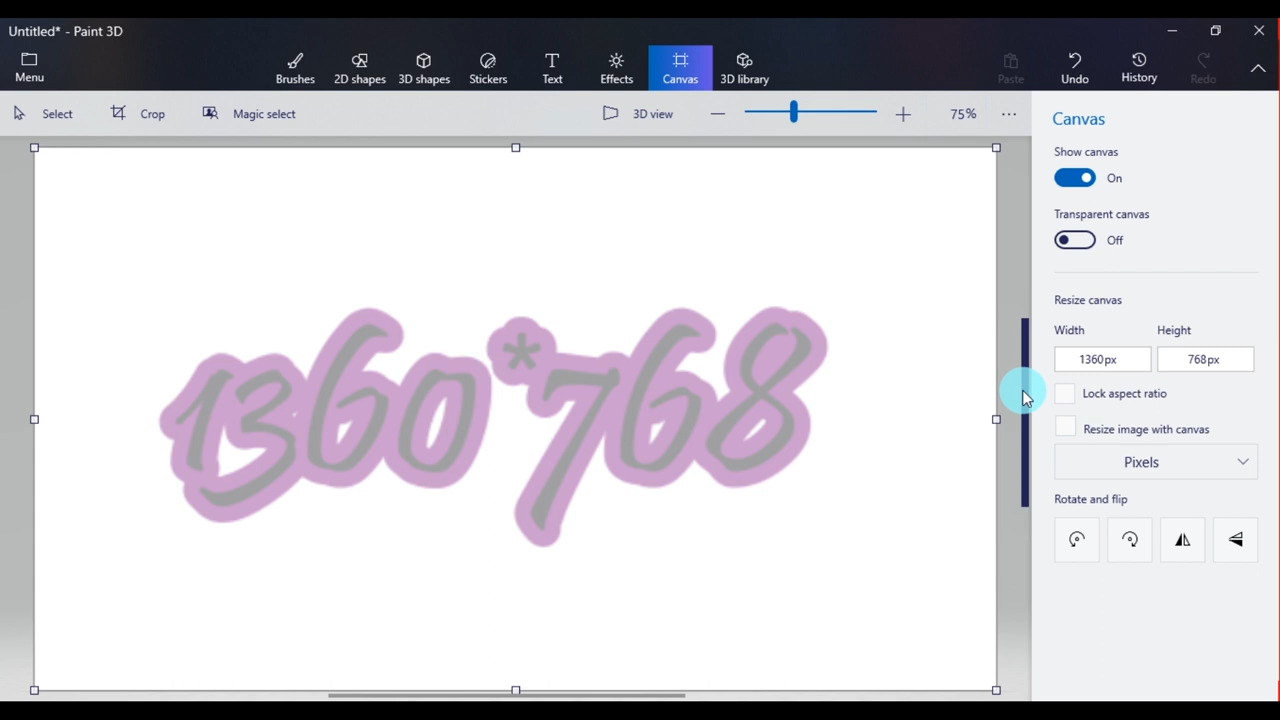 Untitled* - Paint 3D
Menu
Brushes
2D shapes
3D shapes
Stickers
Text
Effects
Canvas
3D library
Paste
Undo
History
Redo
Select
Crop
Magic select
3D view
75%
Canvas
Show canvas
On
Transparent canvas
Off
Resize canvas
Width Height
1360px 768px
Lock aspect ratio
Resize image with canvas
Pixels
Rotate and flip
1360*768